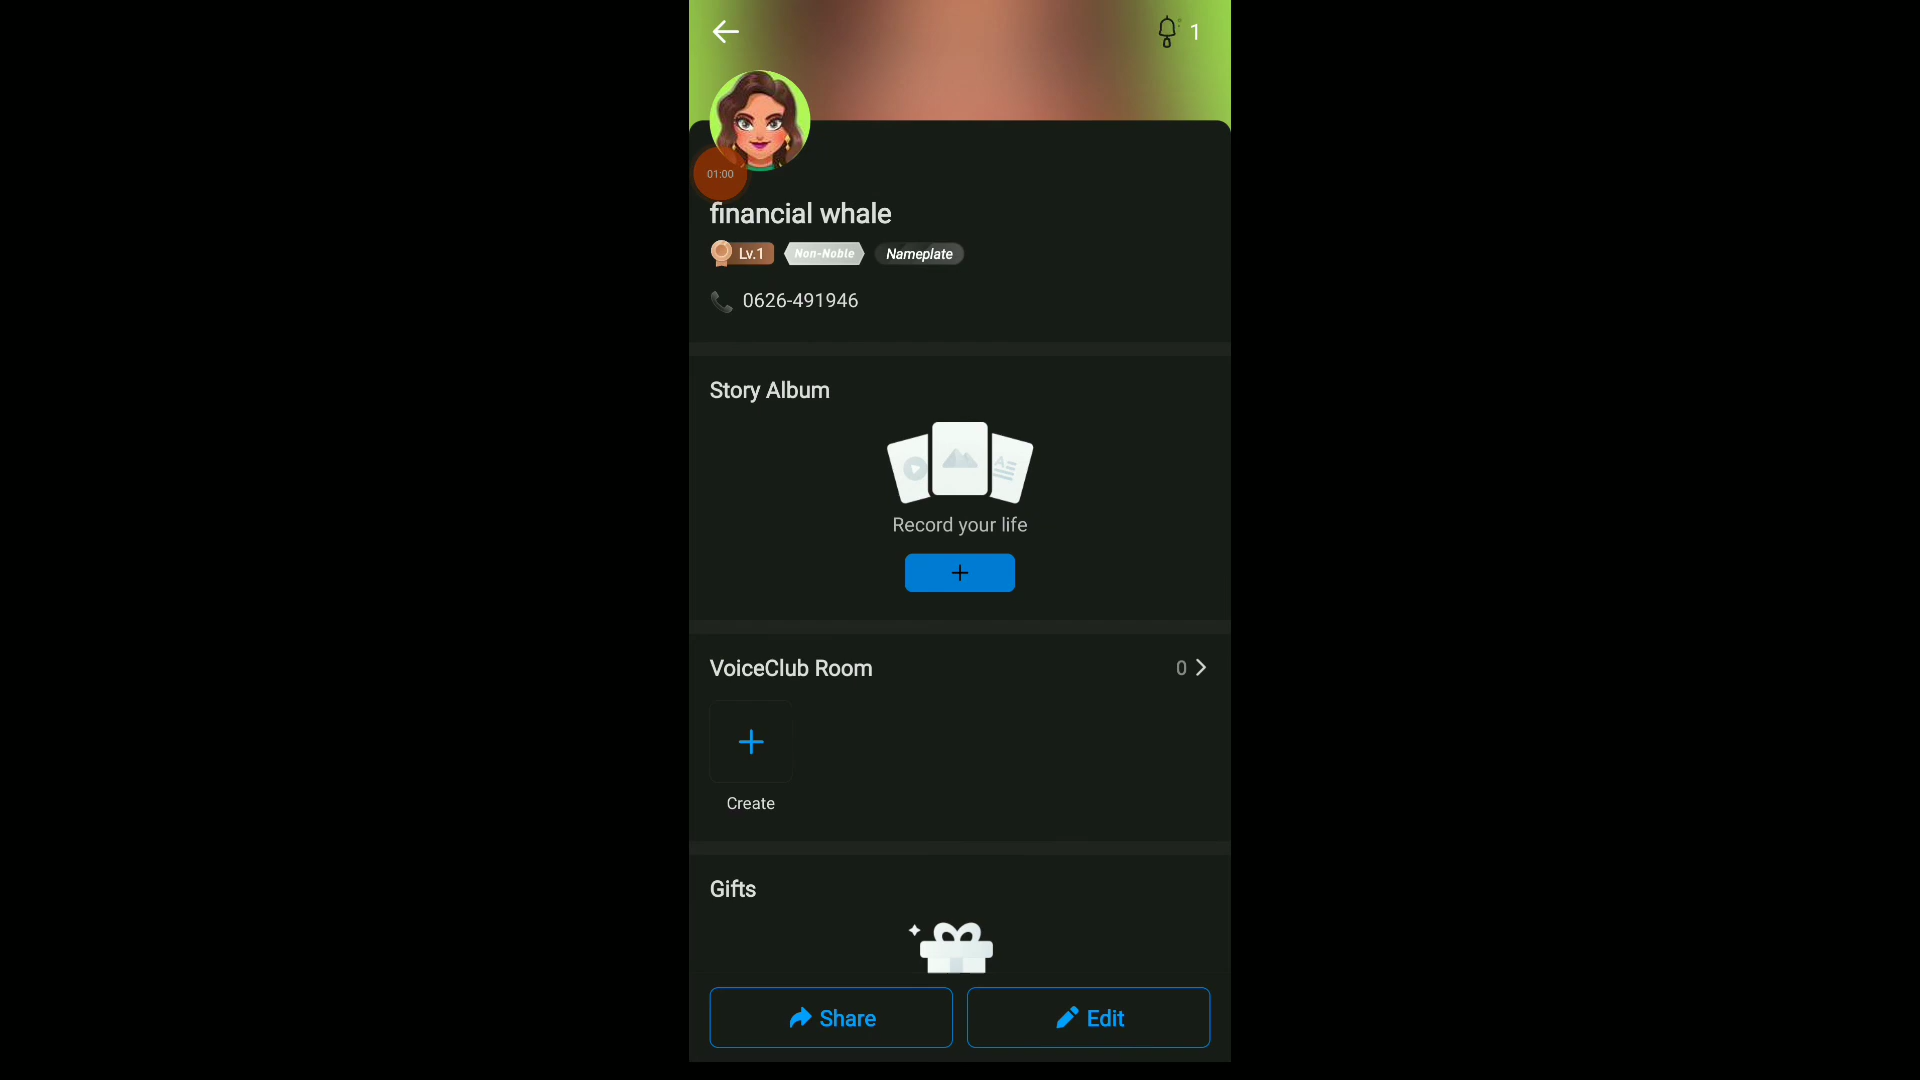 1
01:00
financial whale
Lv.1 Non-Noble Nameplate
0626-491946
Story Album
Record your life
VoiceClub Room 0
Create
Gifts
Share Edit